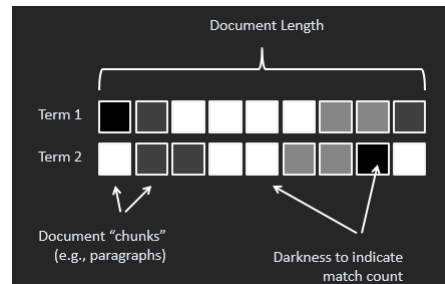 Document Length
Term 1
Term 2
Document “chunks”
(e.g., paragraphs)
Darkness to indicate
match count